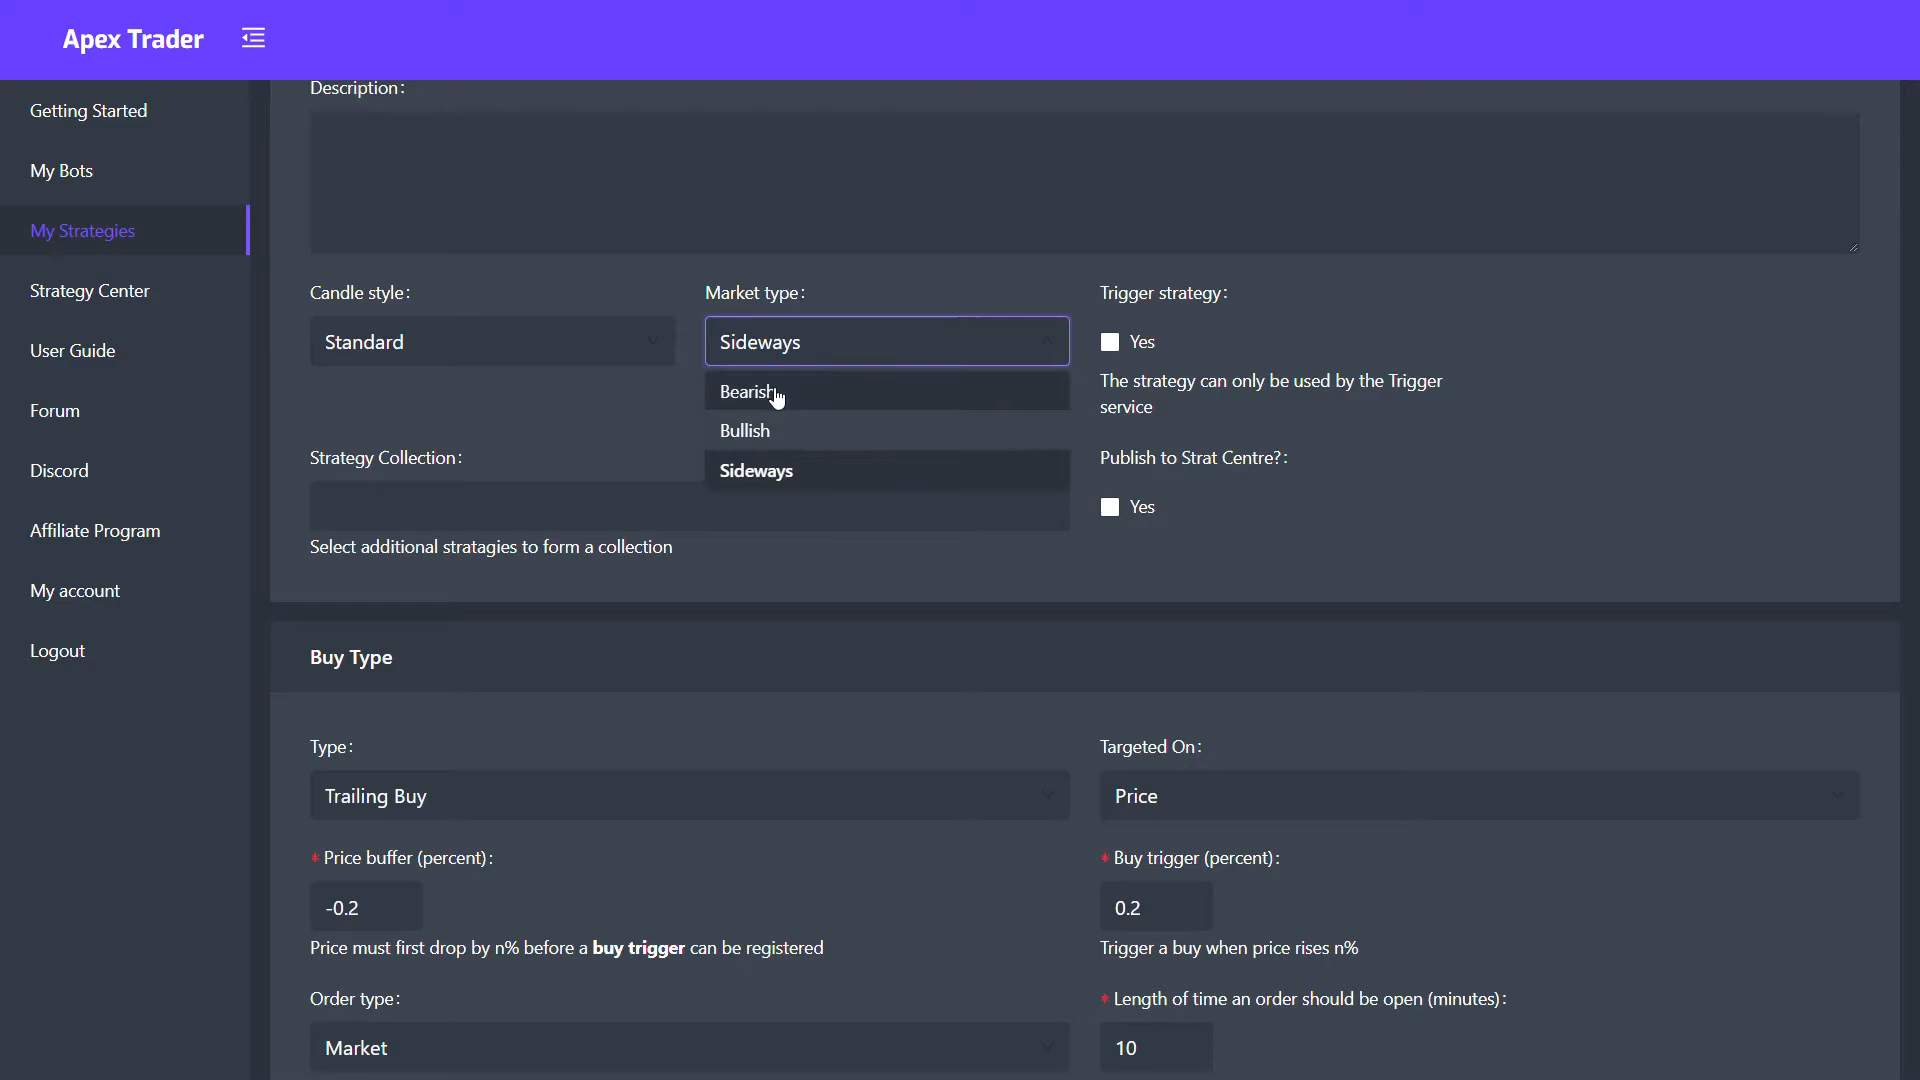 Apex Trader
Getting Started
My Bots
My Strategies
Strategy Center
User Guide
Forum
Discord
Affiliate Program
My account
Logout
Description:
Candle style:
Standard
Market type:
Sideways
Bearish
Bullish
Sideways
Trigger strategy:
Yes
The strategy can only be used by the Trigger
service
Strategy Collection:
Select additional stratagies to form a collection
Publish to Strat Centre?:
Yes
Buy Type
Type:
Trailing Buy
Targeted On:
Price
* Price buffer (percent):
-0.2
Price must first drop by n% before a buy trigger can be registered
* Buy trigger (percent):
0.2
Trigger a buy when price rises n%
Order type:
Market
* Length of time an order should be open (minutes):
10